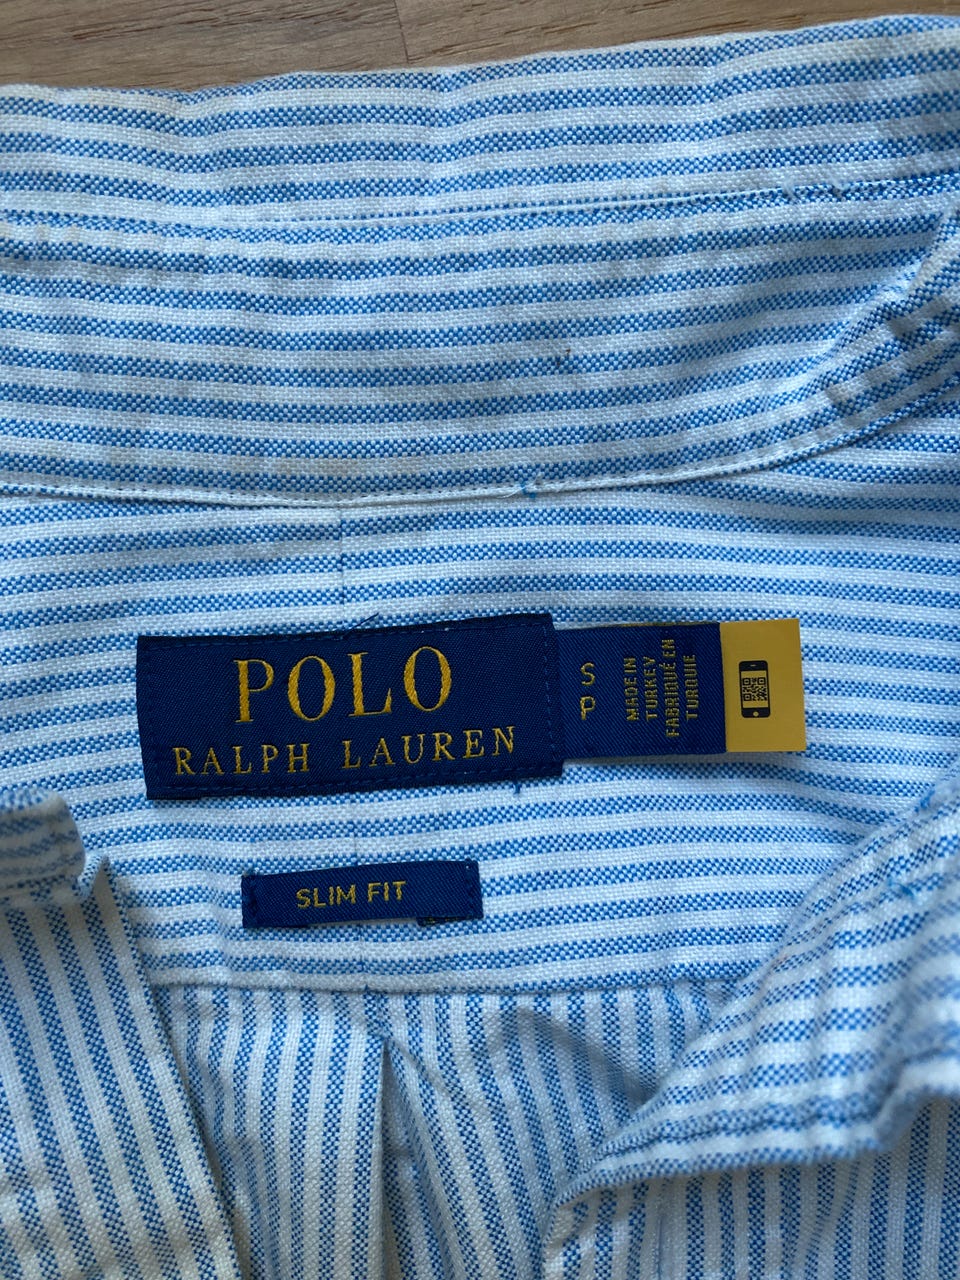 POLO
RALPH LAUREN
S
P
MADE IN
TURKEY
FABRIQUÉ EN
TURQUIE
SLIM FIT